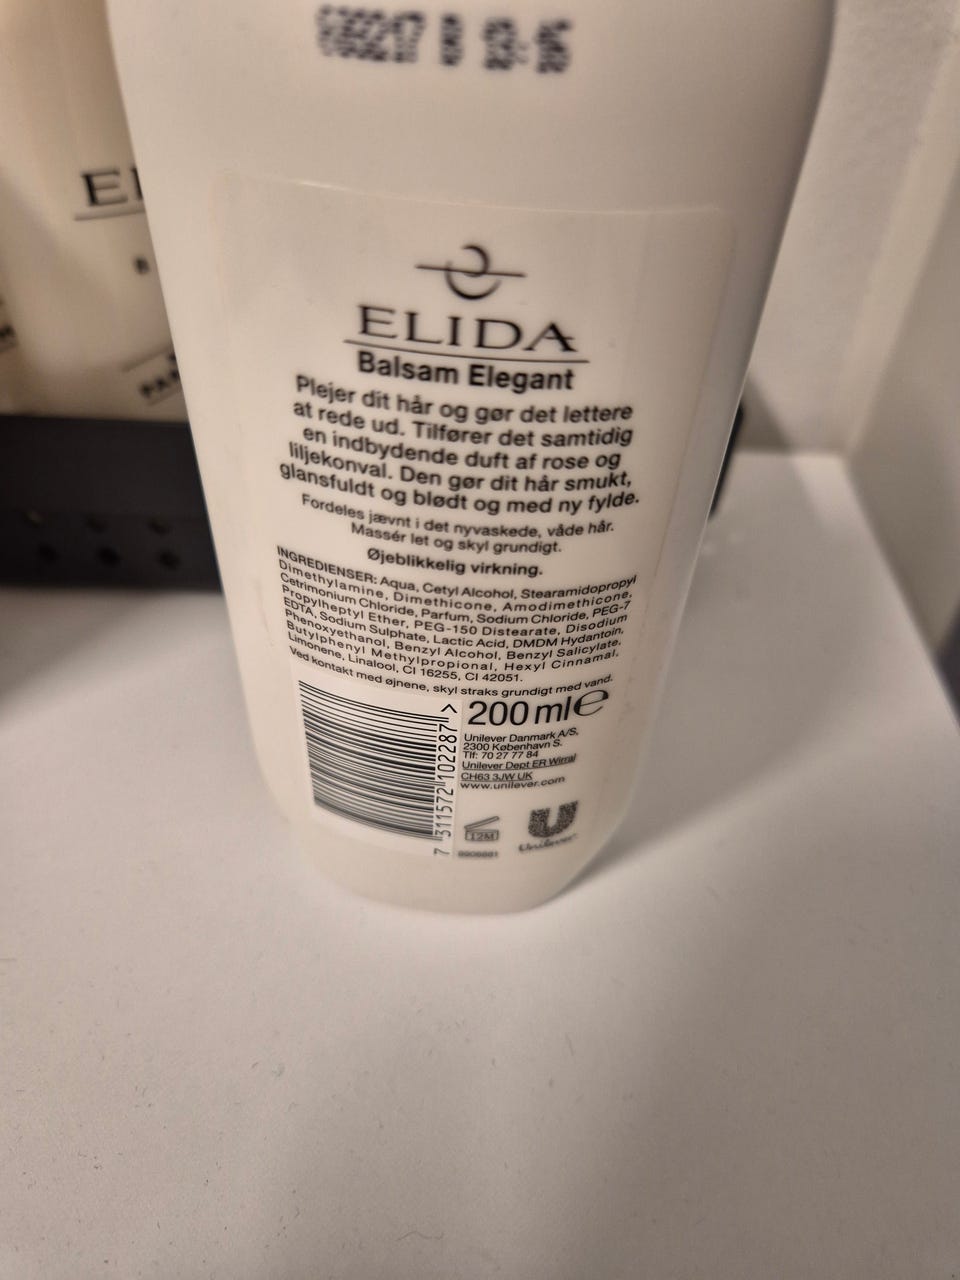 ELIDA
Balsam Elegant
Plejer dit hår og gør det lettere
at rede ud. Tilfører det samtidig
en indbydende duft af rose og
liljekonval. Den gør dit hår smukt,
glansfuldt og blødt og med ny fylde.
Fordeles jævnt i det nyvaskede, våde hår.
Massér let og skyl grundigt.
Øjeblikkelig virkning.
INGREDIENSER: Aqua, Cetyl Alcohol, Stearamidopropyl
Dimethylamine, Dimethicone, Amodimethicone,
Cetrimonium Chloride, Parfum, Sodium Chloride, PEG-7
Propylheptyl Ether, PEG-150 Distearate, Disodium
EDTA, Sodium Sulphate, Lactic Acid, DMDM Hydantoin,
Phenoxyethanol, Benzyl Alcohol, Benzyl Salicylate,
Butylphenyl Methylpropional, Hexyl Cinnamal,
Limonene, Linalool, CI 16255, CI 42051.
Ved kontakt med øjnene, skyl straks grundigt med vand.
200 ml e
Unilever Danmark A/S,
2300 København S.
Tlf: 70 27 77 84
Unilever Dept ER Wirral
CH63 3JW UK
www.unilever.com
7 311572 102287 >
12M
Unilever